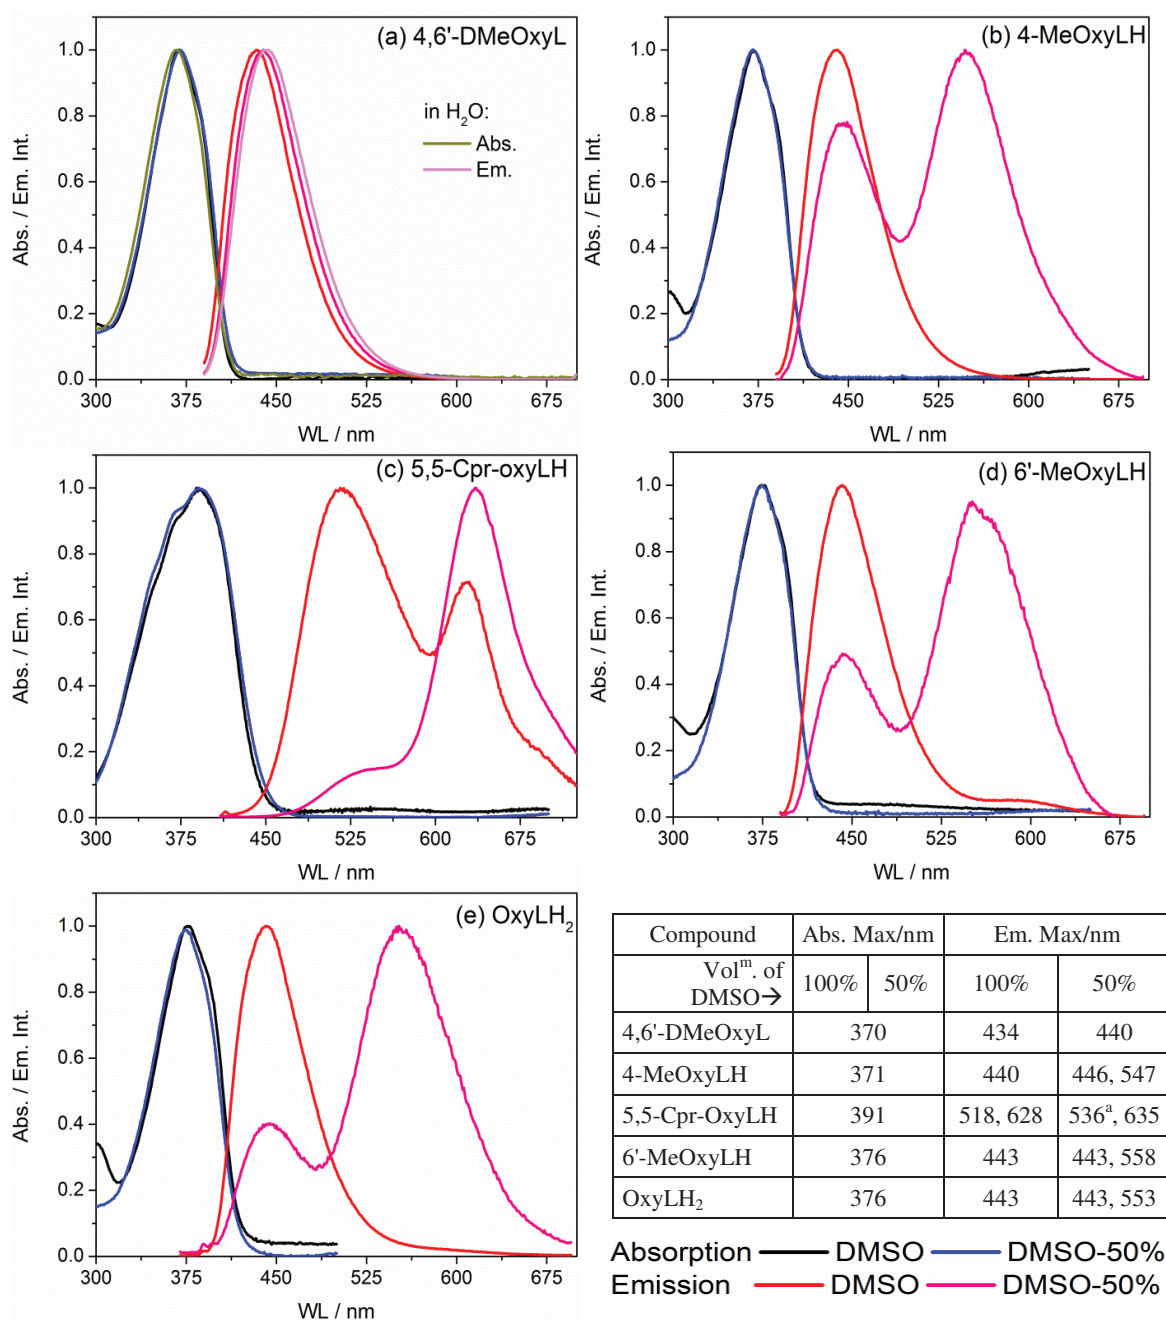 (a) 4,6'-DMeOxyL
in H2O:
Abs.
Em.
Abs. / Em. Int.
1.0
0.8
0.6
0.4
0.2
0.0
300 375 450 525 600 675
WL / nm
(b) 4-MeOxyLH
Abs. / Em. Int.
1.0
0.8
0.6
0.4
0.2
0.0
300 375 450 525 600 675
WL / nm
(c) 5,5-Cpr-oxyLH
Abs. / Em. Int.
1.0
0.8
0.6
0.4
0.2
0.0
300 375 450 525 600 675
WL / nm
(d) 6'-MeOxyLH
Abs. / Em. Int.
1.0
0.8
0.6
0.4
0.2
0.0
300 375 450 525 600 675
WL / nm
(e) OxyLH2
Abs. / Em. Int.
1.0
0.8
0.6
0.4
0.2
0.0
300 375 450 525 600 675
WL / nm
Compound Abs. Max/nm Em. Max/nm
Vol^m. of
DMSO→ 100% 50% 100% 50%
4,6'-DMeOxyL 370 434 440
4-MeOxyLH 371 440 446, 547
5,5-Cpr-OxyLH 391 518, 628 536^a, 635
6'-MeOxyLH 376 443 443, 558
OxyLH2 376 443 443, 553
Absorption DMSO DMSO-50%
Emission DMSO DMSO-50%